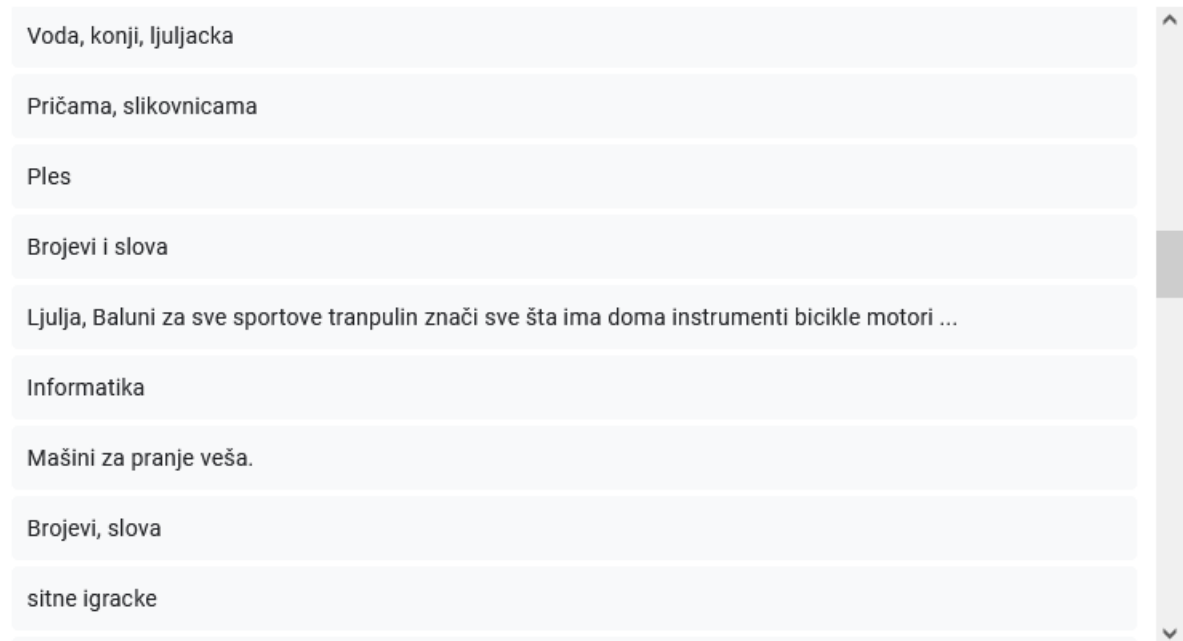 Voda, konji, ljuljacka
Pričama, slikovnicama
Ples
Brojevi i slova
Ljulja, Baluni za sve sportove tranpulin znači sve šta ima doma instrumenti bicikle motori ...
Informatika
Mašini za pranje veša.
Brojevi, slova
sitne igracke